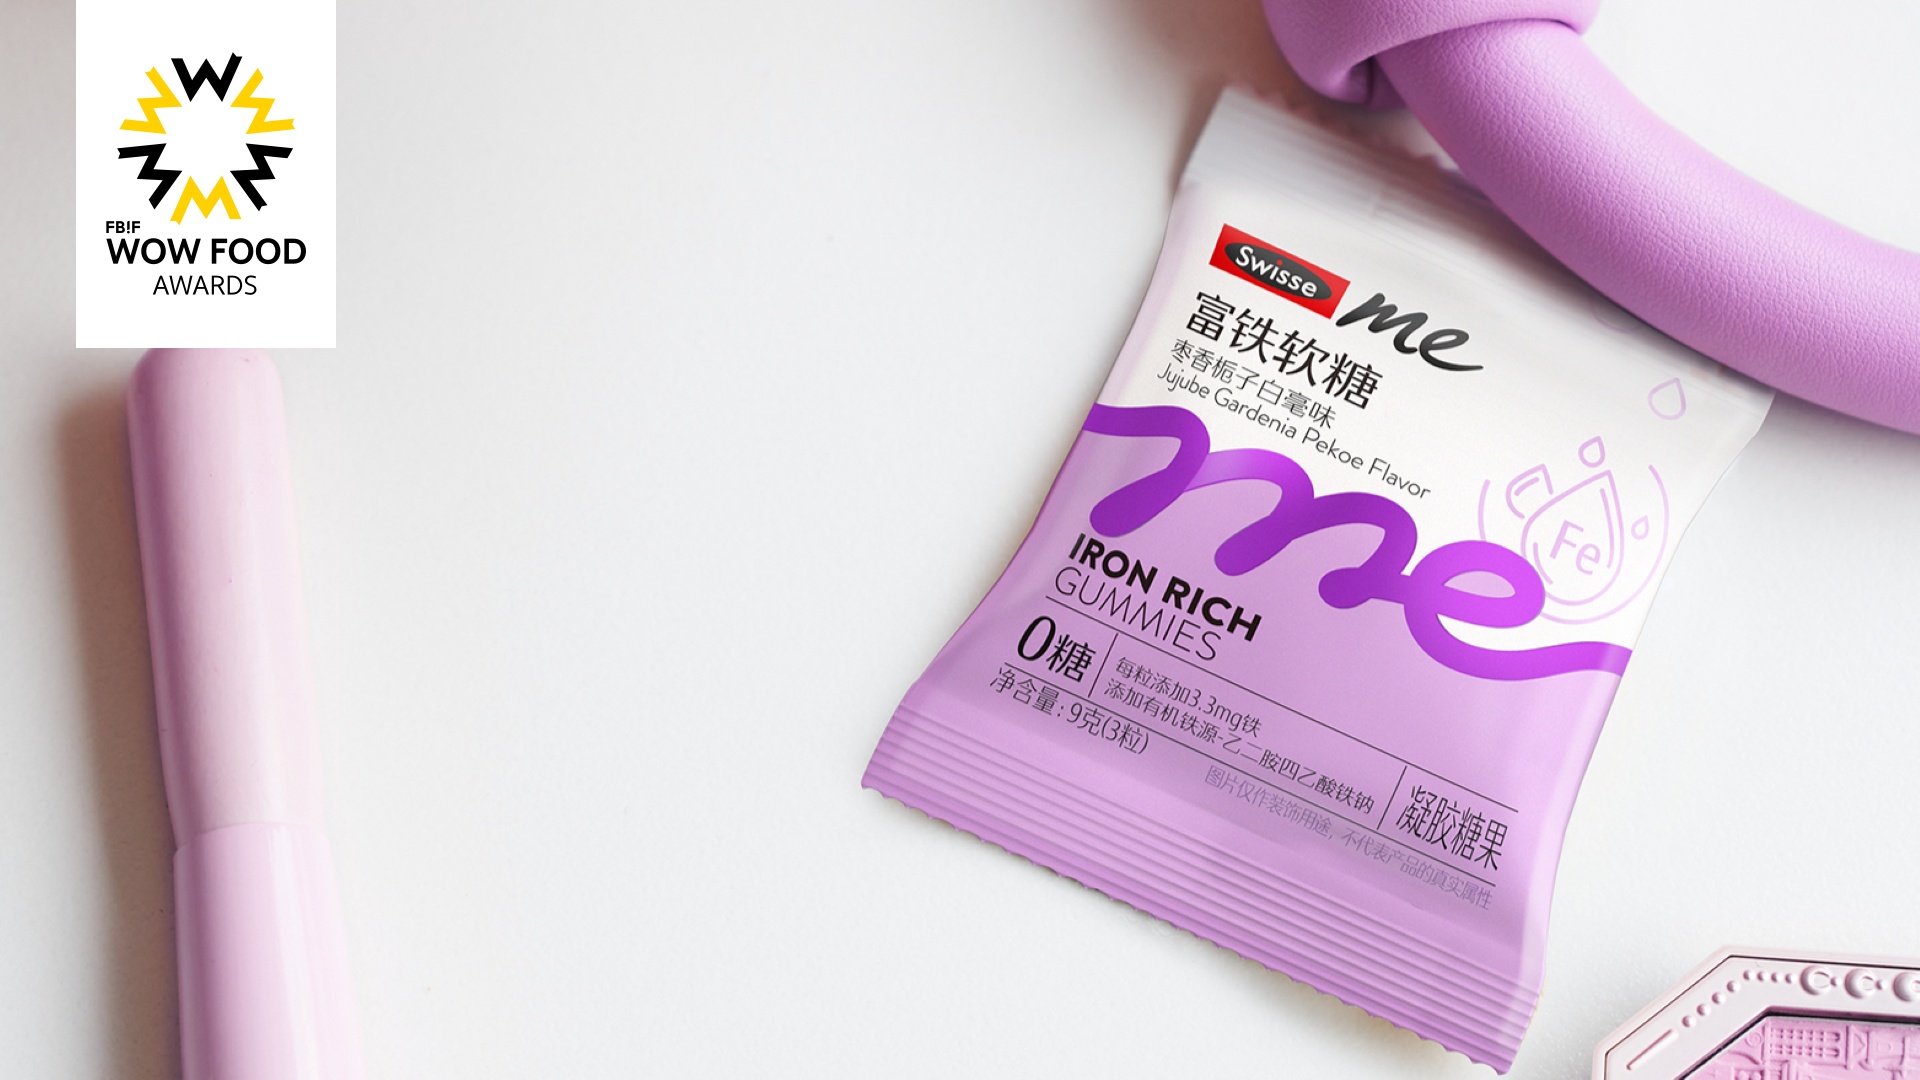 FB!F
WOW FOOD
AWARDS
Swisse me
富铁软糖
枣香栀子白毫味
Jujube Gardenia Pekoe Flavor
me
Fe
IRON RICH
GUMMIES
0糖
每粒添加3.3mg铁
添加有机铁源-乙二胺四乙酸铁钠
凝胶糖果
净含量:9克(3粒)
图片仅作装饰用途,不代表产品的真实属性